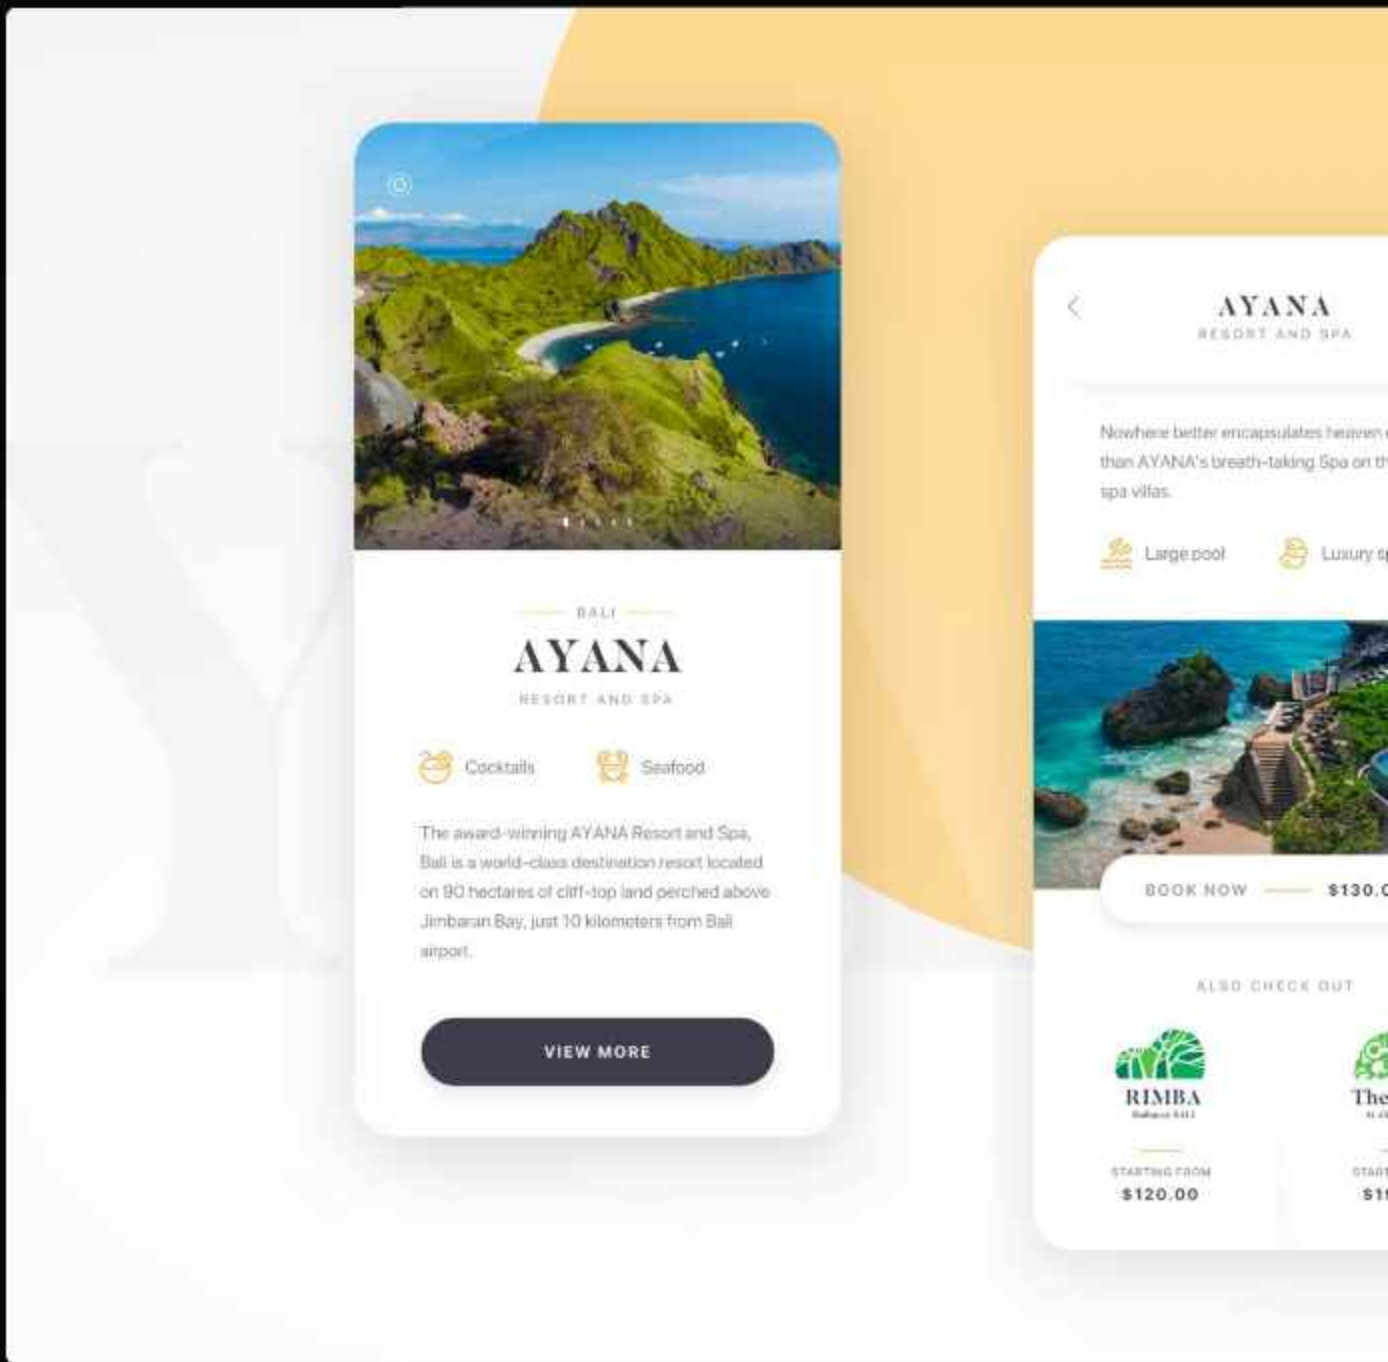 BALI
AYANA
RESORT AND SPA
Cocktails
Seafood
The award-winning AYANA Resort and Spa,
Bali is a world-class destination resort located
on 90 hectares of cliff-top land perched above
Jimbaran Bay, just 10 kilometers from Bali
airport.
VIEW MORE
AYANA
RESORT AND SPA
Nowhere better encapsulates heaven
than AYANA's breath-taking Spa on
spa villas.
Large pool
Luxury
BOOK NOW
$130.0
ALSO CHECK OUT
RIMBA
BALI
STARTING FROM
$120.00
The